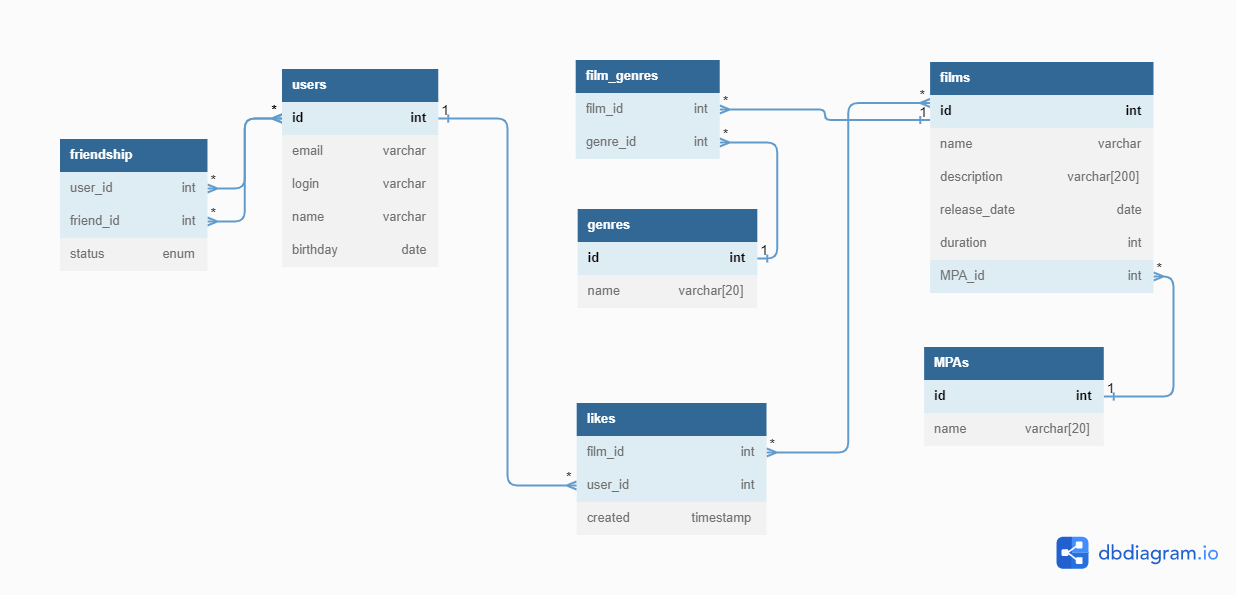 friendship
user_id int
friend_id int
status enum
users
id int
email varchar
login varchar
name varchar
birthday date
film_genres
film_id int
genre_id int
genres
id int
name varchar[20]
likes
film_id int
user_id int
created timestamp
films
id int
name varchar
description varchar[200]
release_date date
duration int
MPA_id int
MPAs
id int
name varchar[20]
*
*
*
1
*
*
1
*
*
*
1
*
1
dbdiagram.io